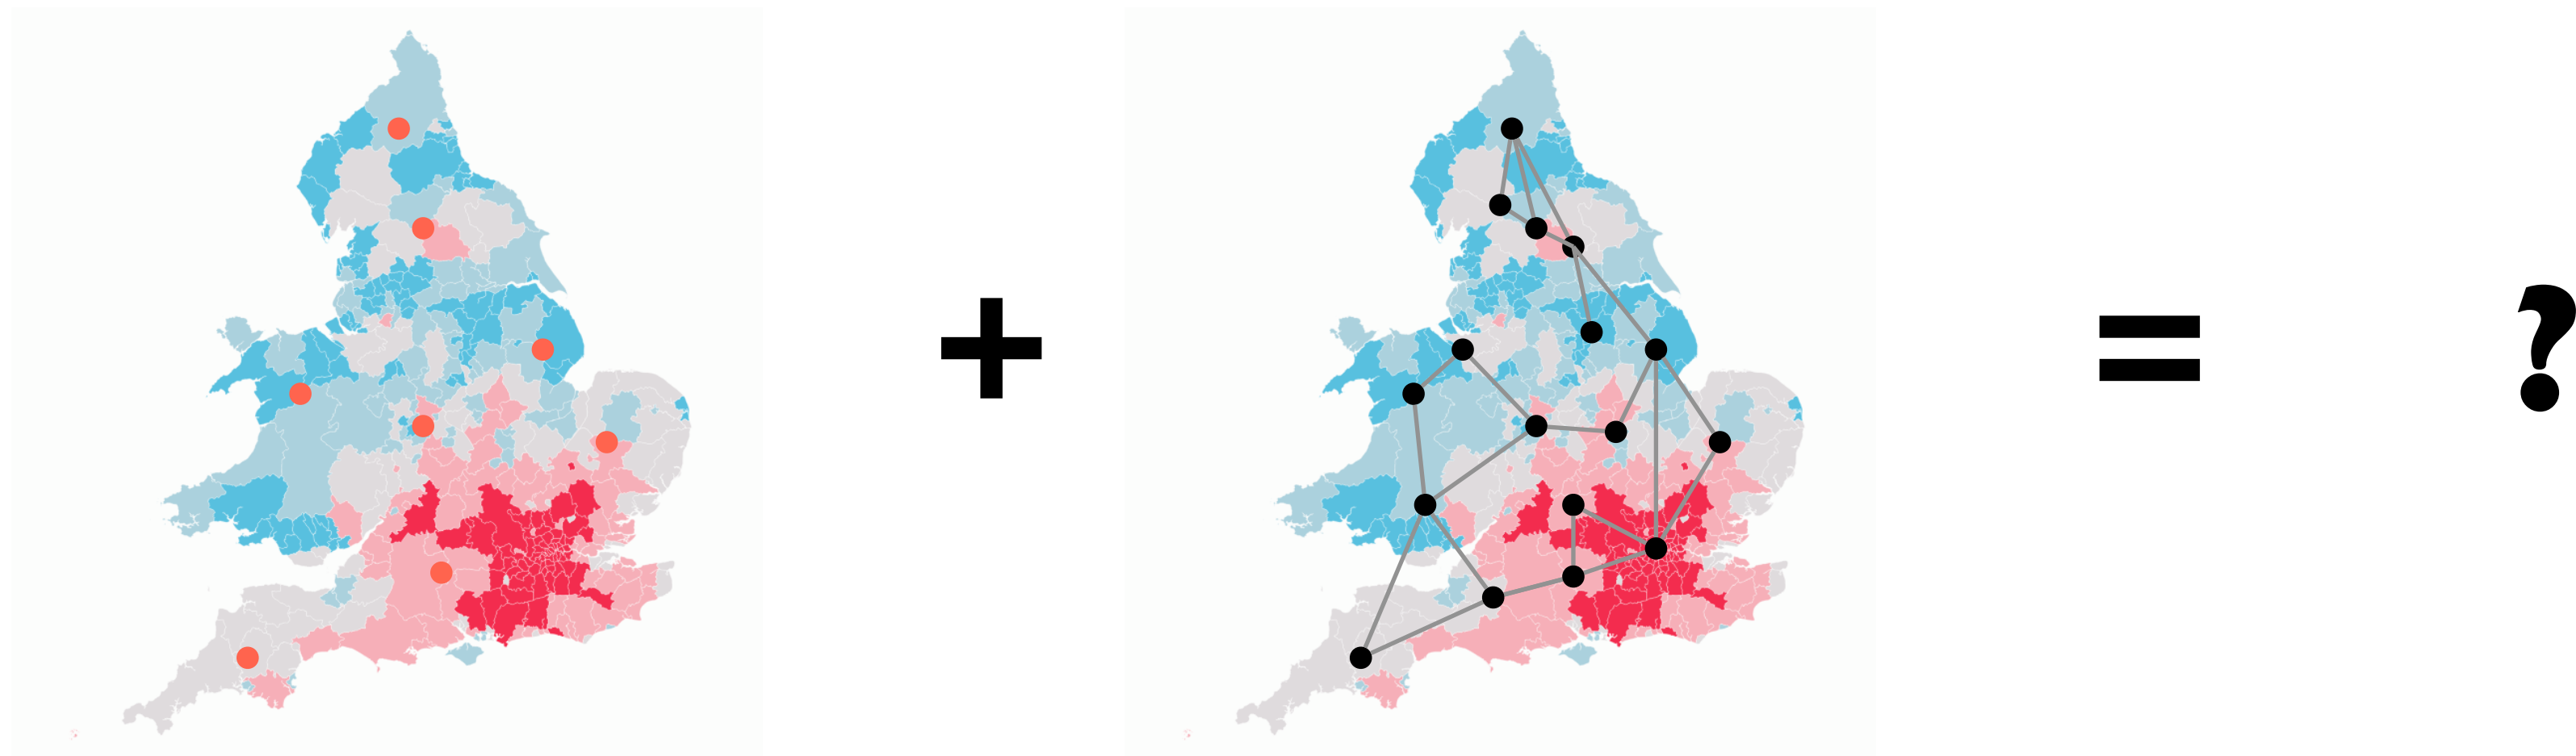 + = ?